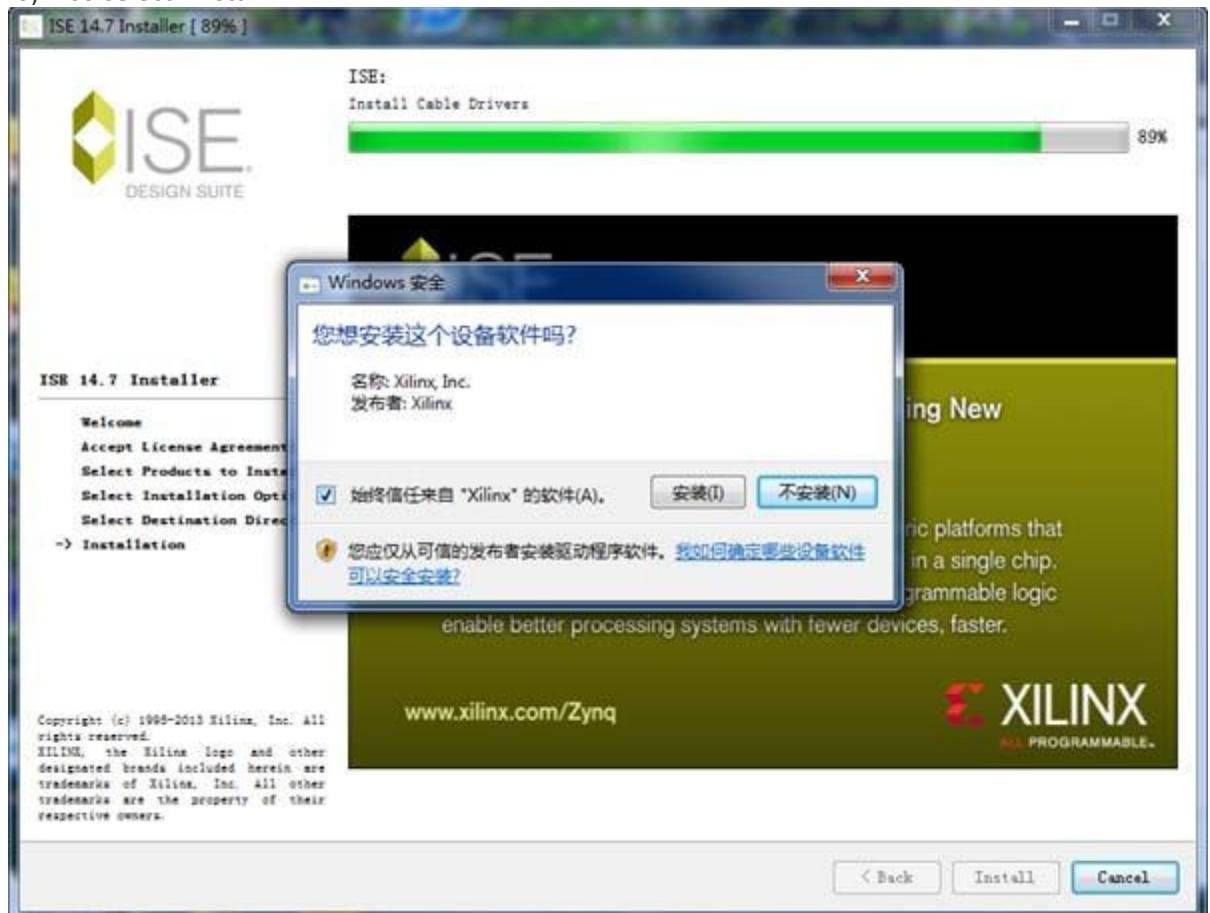 ISE 14.7 Installer [ 89% ]
ISE:
Install Cable Drivers
89%
ISE
DESIGN SUITE
Windows 安全
您想安装这个设备软件吗?
名称: Xilinx, Inc.
发布者: Xilinx
始终信任来自 "Xilinx" 的软件(A)。
安装(I)
不安装(N)
您应仅从可信的发布者安装驱动程序软件。我如何确定哪些设备软件
可以安全安装?
ISE 14.7 Installer
Welcome
Accept License Agreement
Select Products to
Select Installation
Select Destination
-> Installation
ing New
platforms that
in a single chip.
logic
enable better processing systems with fewer devices, faster.
www.xilinx.com/Zynq
XILINX
ALL PROGRAMMABLE.
Copyright (c) 1995-2013 Xilinx, Inc. All
rights reserved.
XILINX, the Xilinx logo and other
designated brands included herein are
trademarks of Xilinx, Inc. All other
trademarks are the property of their
respective owners.
< Back
Install
Cancel